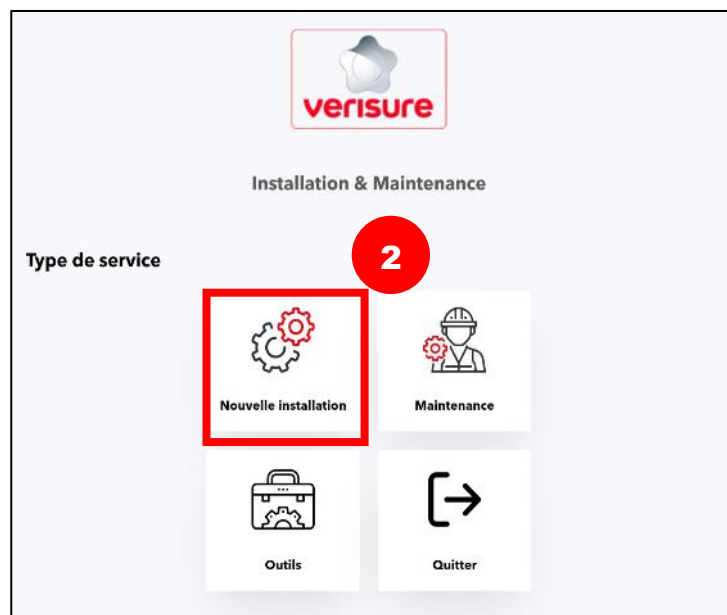 verisure
Installation & Maintenance
Type de service
2
Nouvelle installation
Maintenance
Outils
Quitter